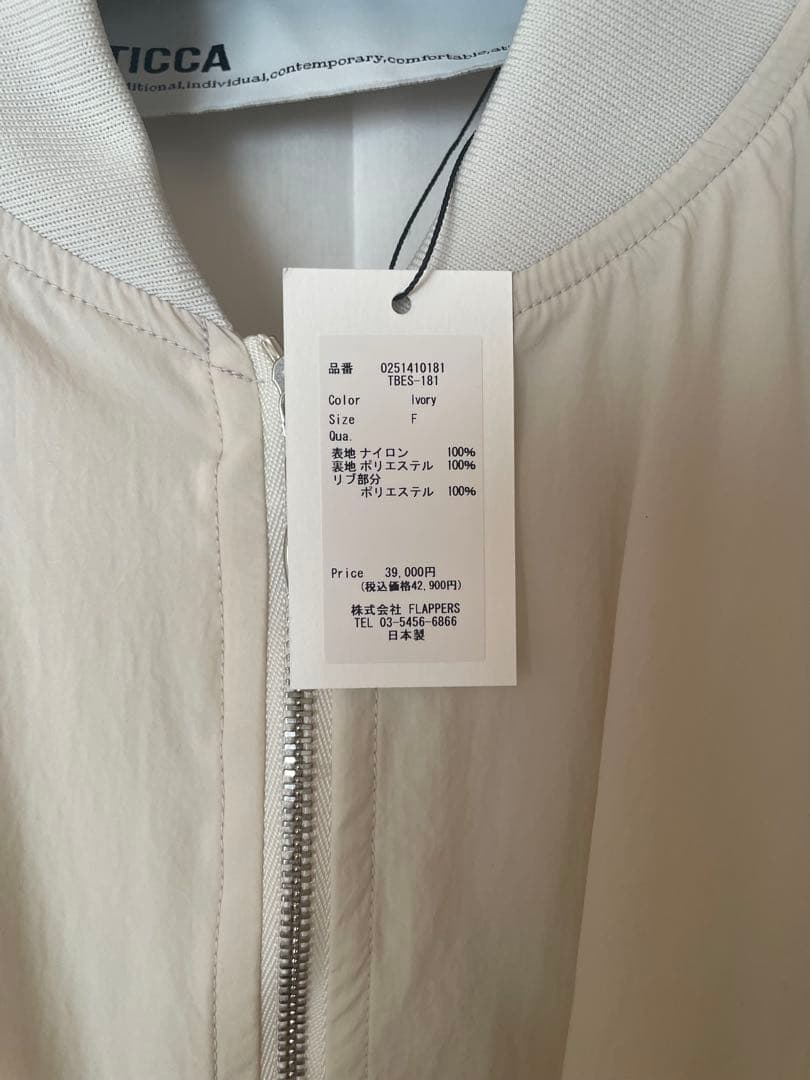 TICCA
ditional,individual,contemporary,comfortable,at
品番 0251410181
TBES-181
Color Ivory
Size F
Qua.
表地 ナイロン 100%
裏地 ポリエステル 100%
リブ部分
ポリエステル 100%
Price 39,000円
(税込価格42,900円)
株式会社 FLAPPERS
TEL 03-5456-6866
日本製